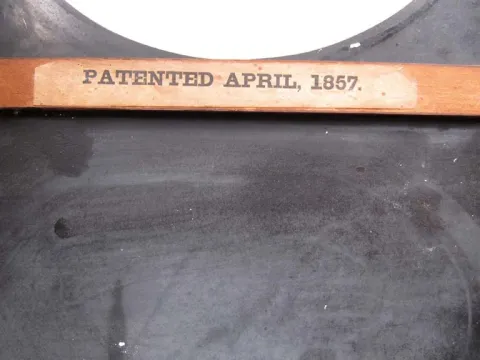 PATENTED APRIL, 1857.